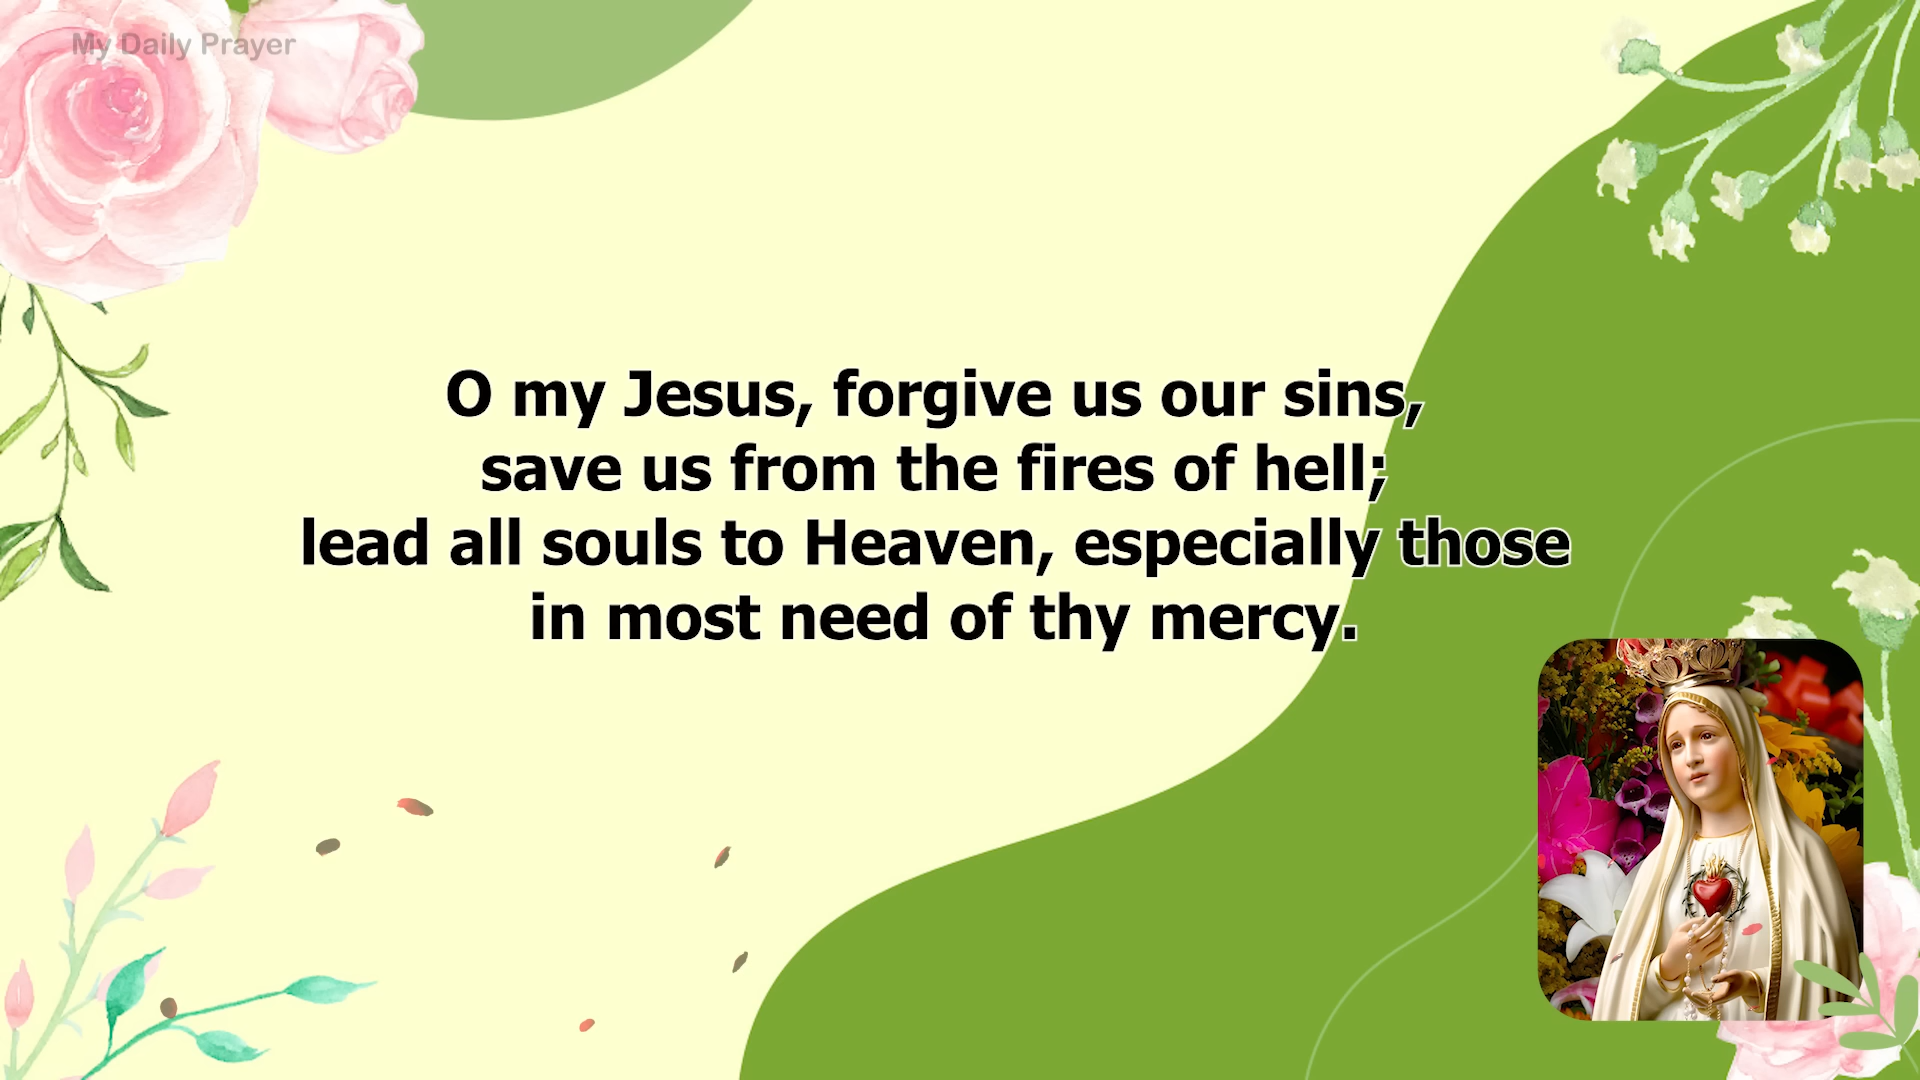 My Daily Prayer
O my Jesus, forgive us our sins,
save us from the fires of hell;
lead all souls to Heaven, especially those
in most need of thy mercy.